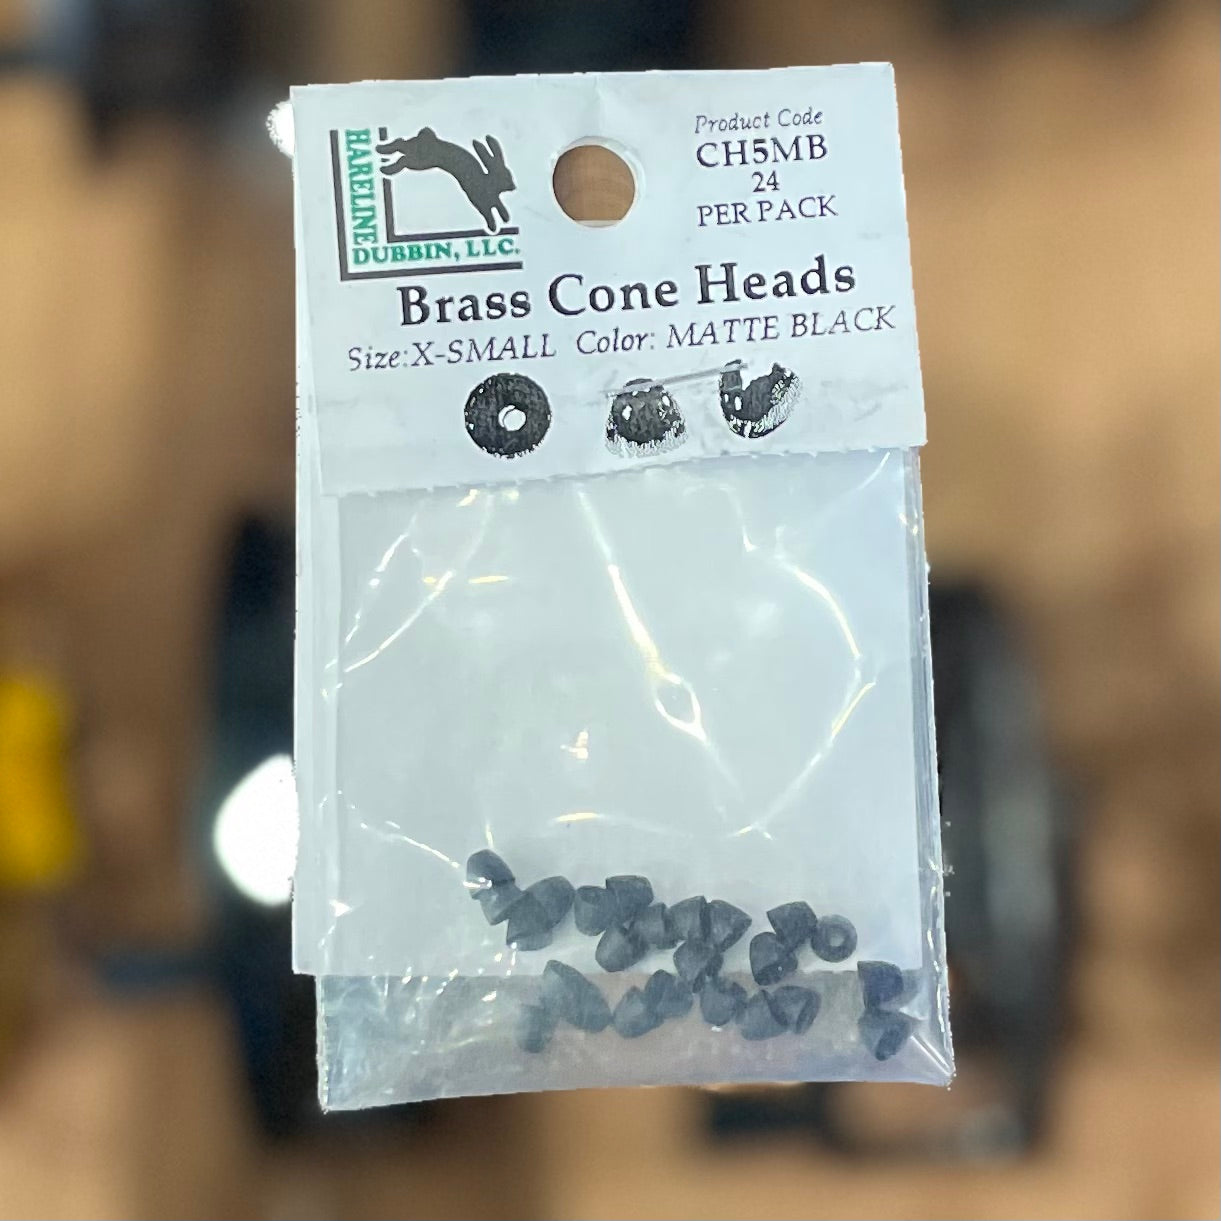 HARELINE
DUBBIN, LLC.
Product Code
CH5MB
24
PER PACK
Brass Cone Heads
Size:X-SMALL Color: MATTE BLACK